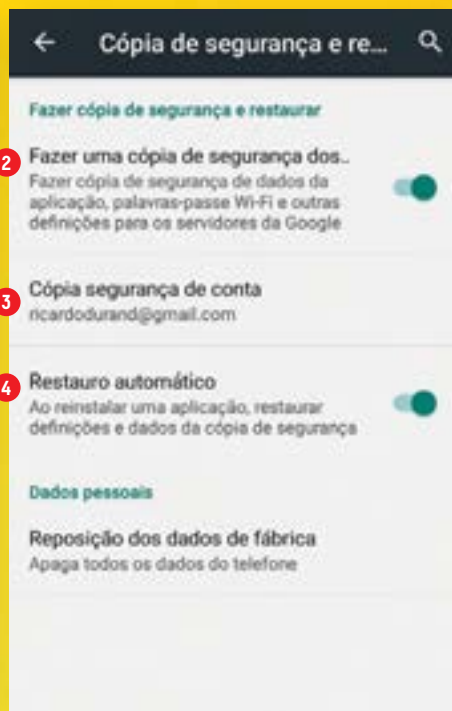 Cópia de segurança e re...
Fazer cópia de segurança e restaurar
2 Fazer uma cópia de segurança dos..
Fazer cópia de segurança de dados da
aplicação, palavras-passe Wi-Fi e outras
definições para os servidores da Google
3 Cópia segurança de conta
ricardodurand@gmail.com
4 Restauro automático
Ao reinstalar uma aplicação, restaurar
definições e dados da cópia de segurança
Dados pessoais
Reposição dos dados de fábrica
Apaga todos os dados do telefone